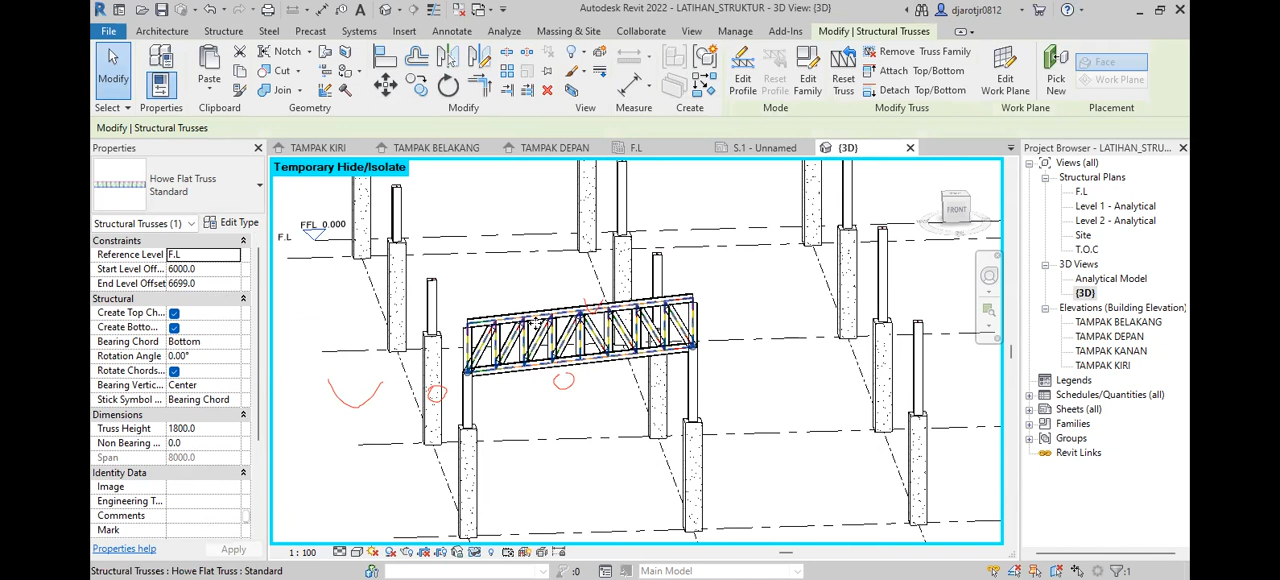 Autodesk Revit 2022 - LATIHAN_STRUKTUR - 3D View: {3D}
djarotjr0812
File
Architecture
Structure
Steel
Precast
Systems
Insert
Annotate
Analyze
Massing & Site
Collaborate
View
Manage
Add-Ins
Modify | Structural Trusses
Modify
Paste
Notch
Cut
Join
Edit Profile
Reset Profile
Edit Family
Reset Truss
Remove Truss Family
Attach Top/Bottom
Detach Top/Bottom
Edit Work Plane
Pick New
Face
Work Plane
Select
Properties
Clipboard
Geometry
Modify
View
Measure
Create
Mode
Modify Truss
Work Plane
Placement
Modify | Structural Trusses
Properties
TAMPAK KIRI
TAMPAK BELAKANG
TAMPAK DEPAN
F.L
S.1 - Unnamed
{3D}
Project Browser - LATIHAN_STRU...
Howe Flat Truss
Standard
Structural Trusses (1)
Edit Type
Constraints
Reference Level F.L
Start Level Off... 6000.0
End Level Offset 6699.0
Structural
Create Top Ch...
Create Botto...
Bearing Chord Bottom
Rotation Angle 0.00°
Rotate Chords...
Bearing Vertic... Center
Stick Symbol ... Bearing Chord
Dimensions
Truss Height 1800.0
Non Bearing ... 0.0
Span 8000.0
Identity Data
Image
Engineering T...
Comments
Mark
Properties help
Apply
Temporary Hide/Isolate
FFL 0.000
F.L
FRONT
Views (all)
Structural Plans
F.L
Level 1 - Analytical
Level 2 - Analytical
Site
T.O.C
3D Views
Analytical Model
{3D}
Elevations (Building Elevation)
TAMPAK BELAKANG
TAMPAK DEPAN
TAMPAK KANAN
TAMPAK KIRI
Legends
Schedules/Quantities (all)
Sheets (all)
Families
Groups
Revit Links
1 : 100
Structural Trusses : Howe Flat Truss : Standard
:0
Main Model
:1